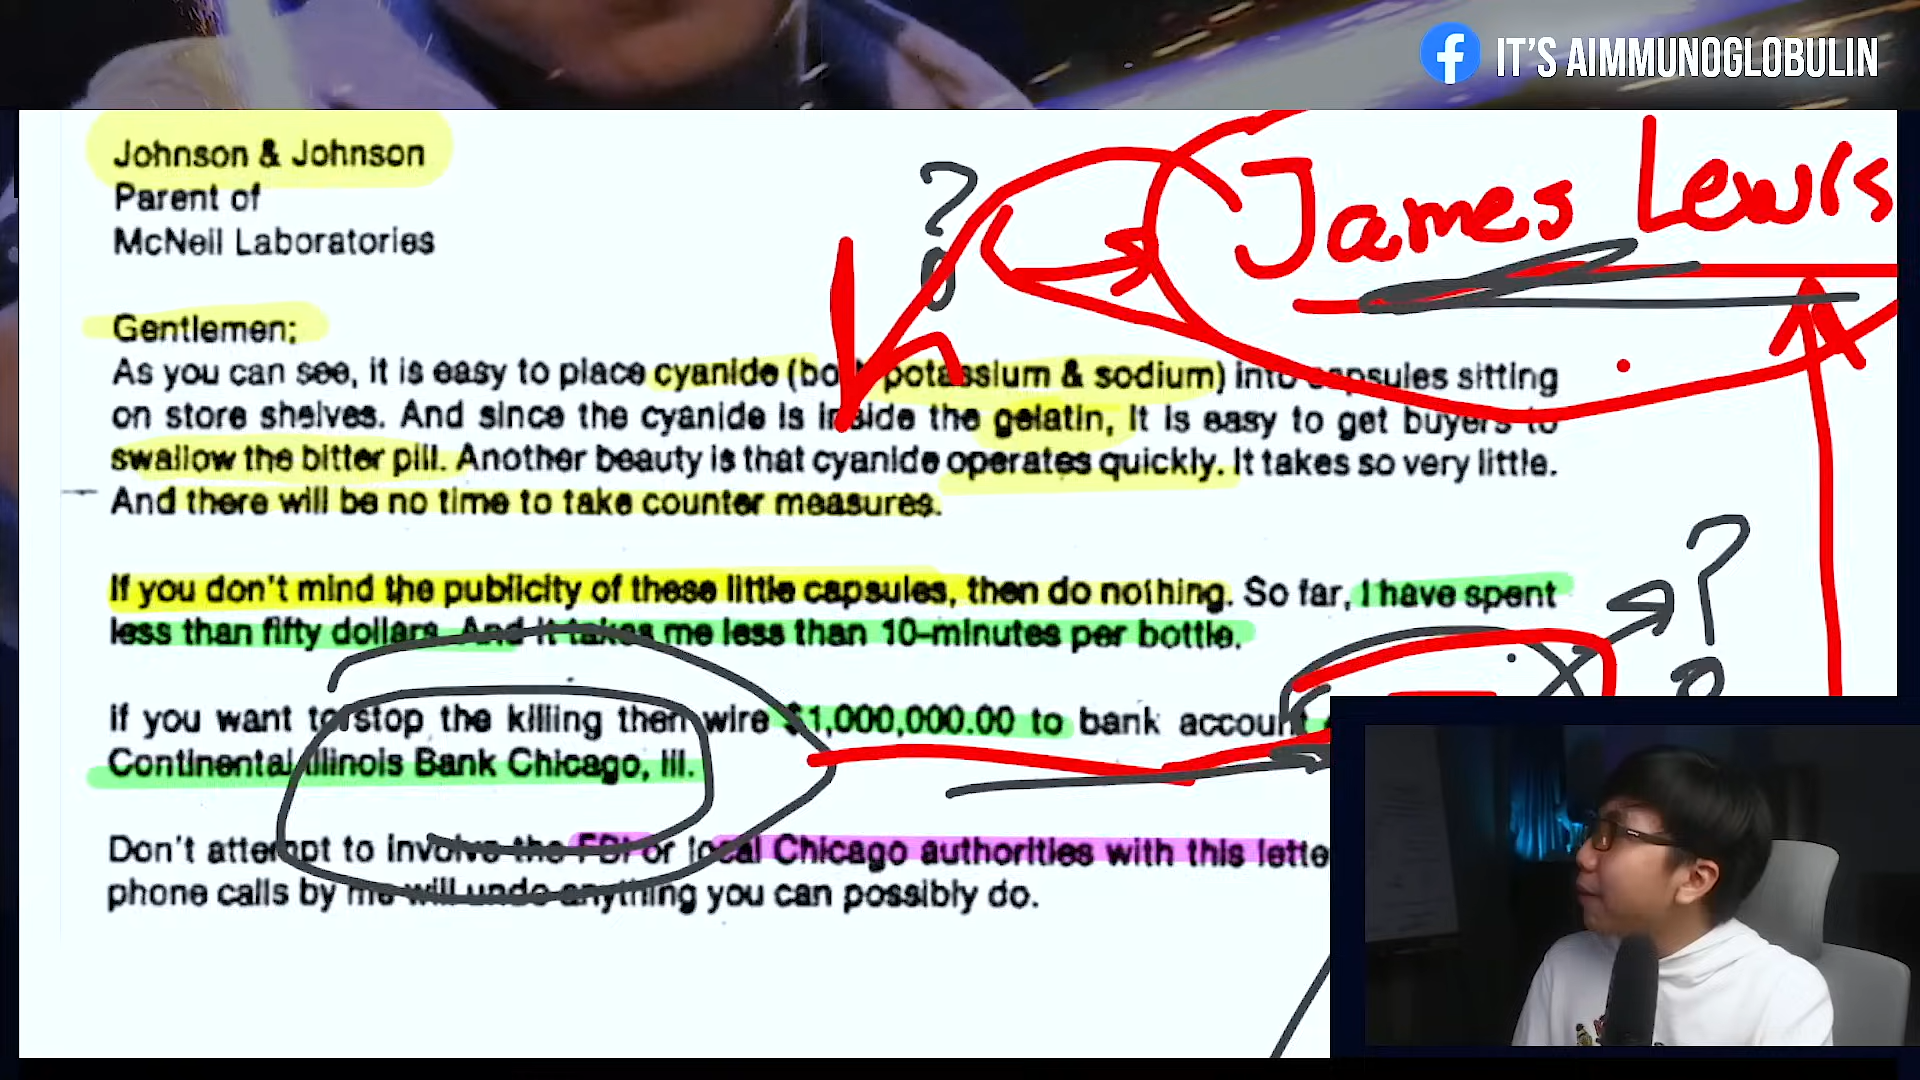 IT'S AIMMUNOGLOBULIN
Johnson & Johnson
Parent of
McNeil Laboratories
James Lewis
?
Gentlemen;
As you can see, it is easy to place cyanide (both potassium & sodium) into capsules sitting
on store shelves. And since the cyanide is inside the gelatin, it is easy to get buyers to
swallow the bitter pill. Another beauty is that cyanide operates quickly. It takes so very little.
And there will be no time to take counter measures.
If you don't mind the publicity of these little capsules, then do nothing. So far, I have spent
less than fifty dollars. And it takes me less than 10-minutes per bottle.
?
if you want to stop the killing then wire $1,000,000.00 to bank account
Continental Illinois Bank Chicago, Ill.
Don't attempt to involve the FBI or local Chicago authorities with this lette
phone calls by me will undo anything you can possibly do.